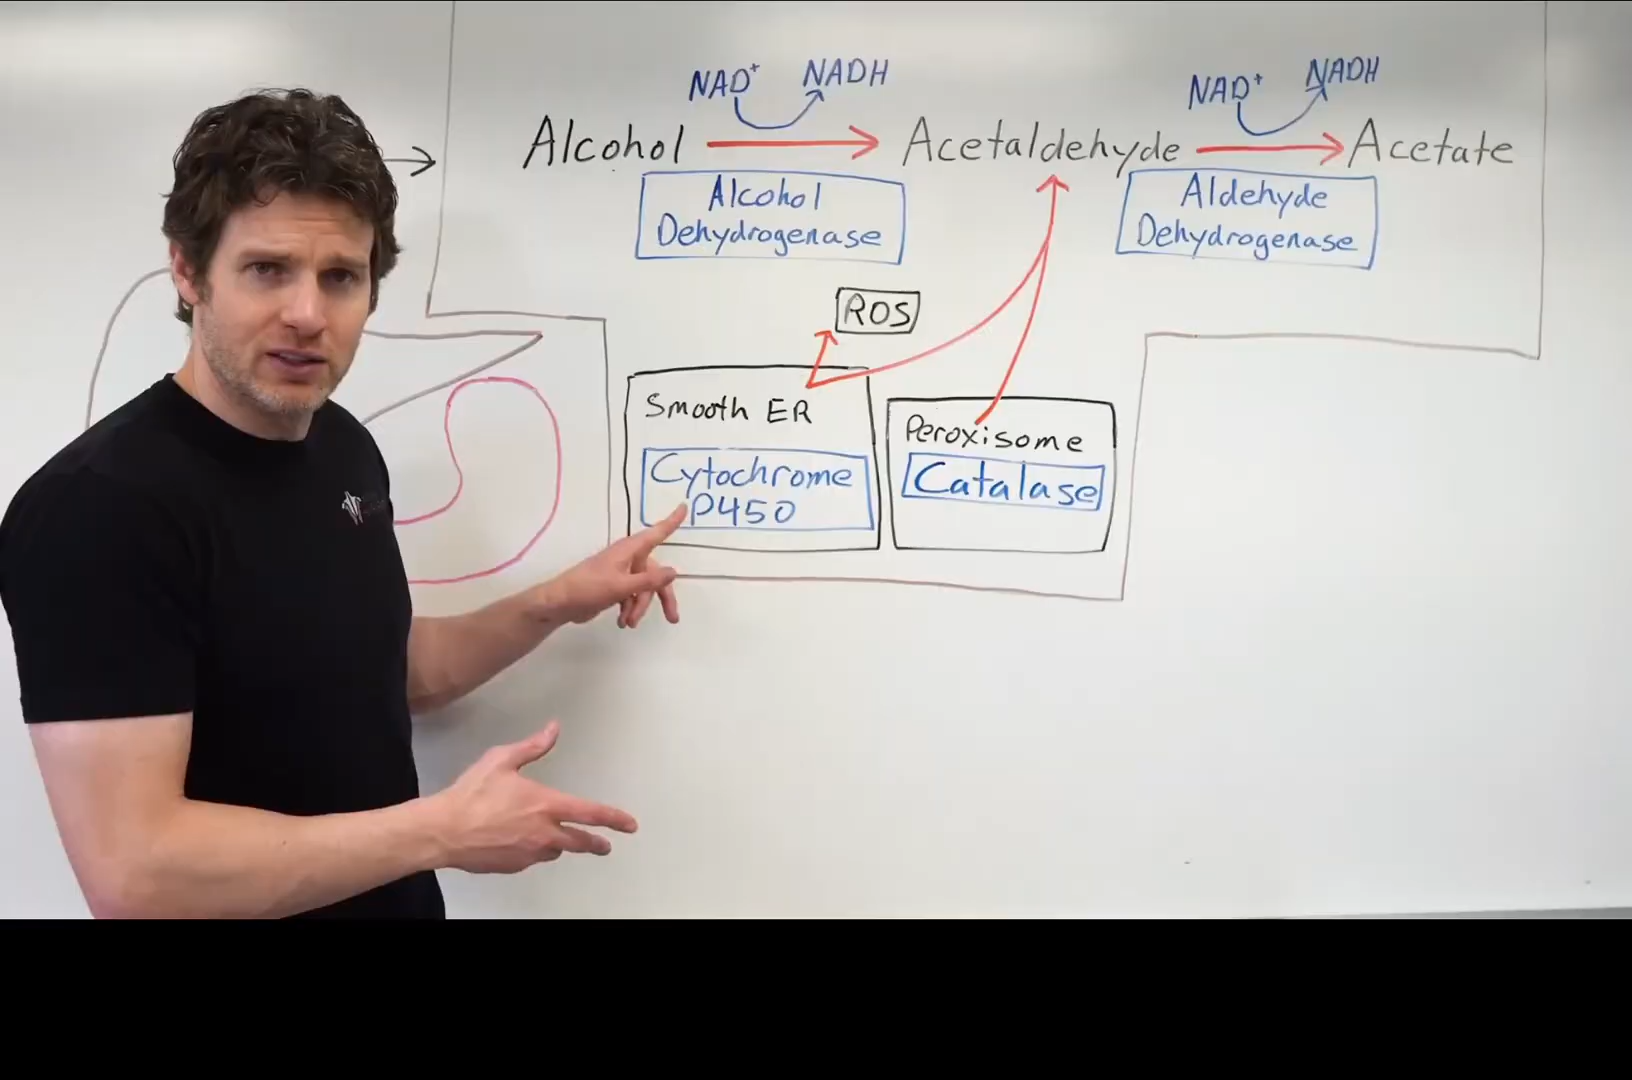 NAD⁺ NADH
NAD⁺ NADH
Alcohol Acetaldehyde Acetate
Alcohol
Dehydrogenase
Aldehyde
Dehydrogenase
ROS
Smooth ER
Cytochrome
P450
Peroxisome
Catalase